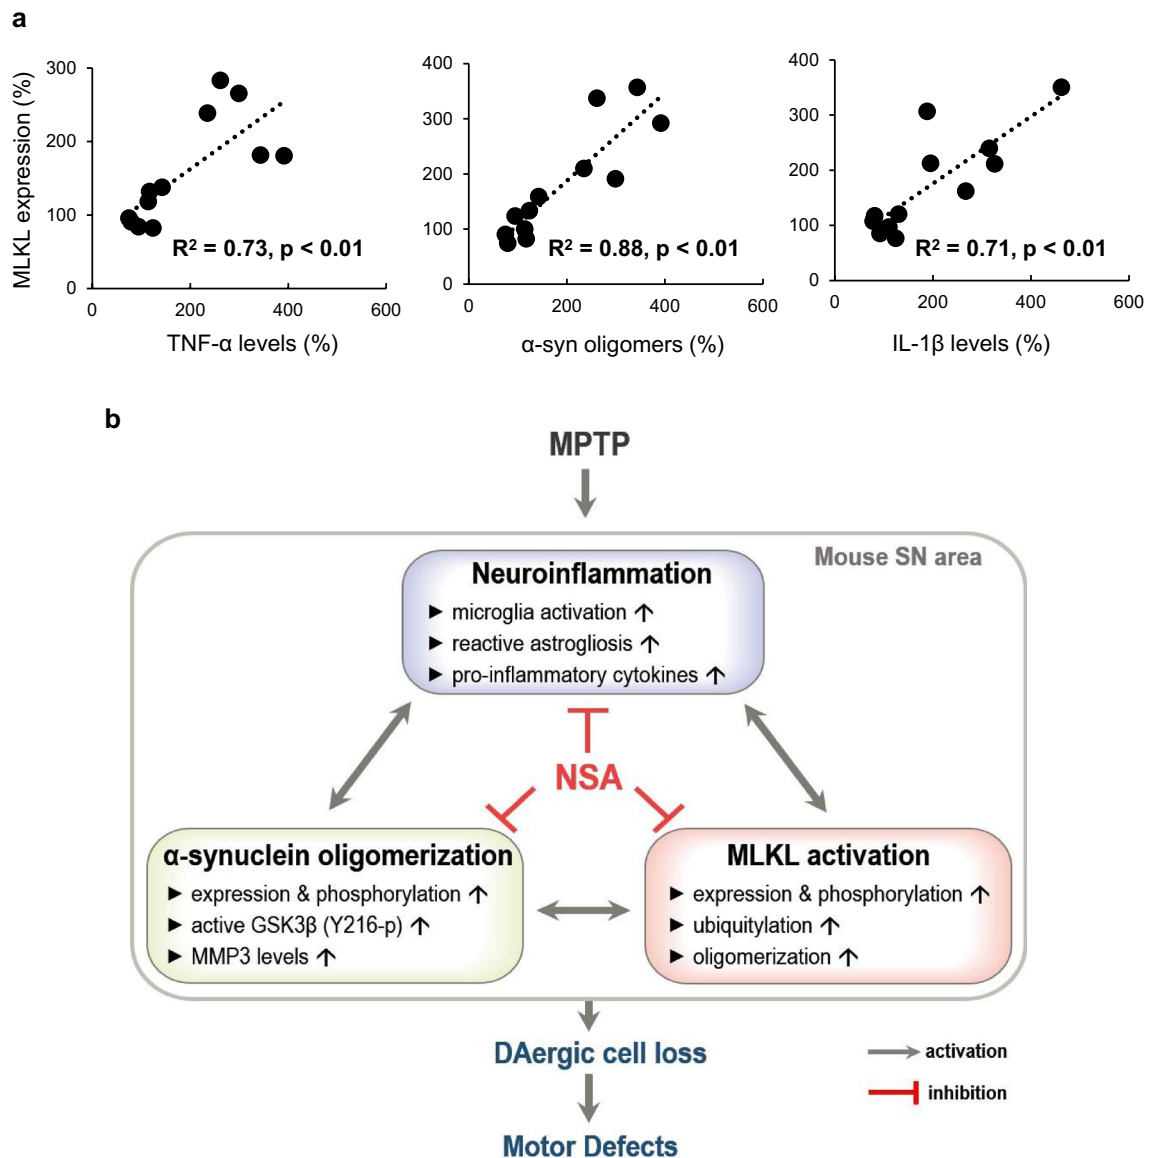 a
MLKL expression (%)
300
200
100
0
0 200 400 600
R² = 0.73, p < 0.01
TNF-α levels (%)
400
300
200
100
0
0 200 400 600
R² = 0.88, p < 0.01
α-syn oligomers (%)
400
300
200
100
0
0 200 400 600
R² = 0.71, p < 0.01
IL-1β levels (%)
b
MPTP
Mouse SN area
Neuroinflammation
► microglia activation ↑
► reactive astrogliosis ↑
► pro-inflammatory cytokines ↑
NSA
α-synuclein oligomerization
► expression & phosphorylation ↑
► active GSK3β (Y216-p) ↑
► MMP3 levels ↑
MLKL activation
► expression & phosphorylation ↑
► ubiquitylation ↑
► oligomerization ↑
DAergic cell loss
Motor Defects
activation
inhibition